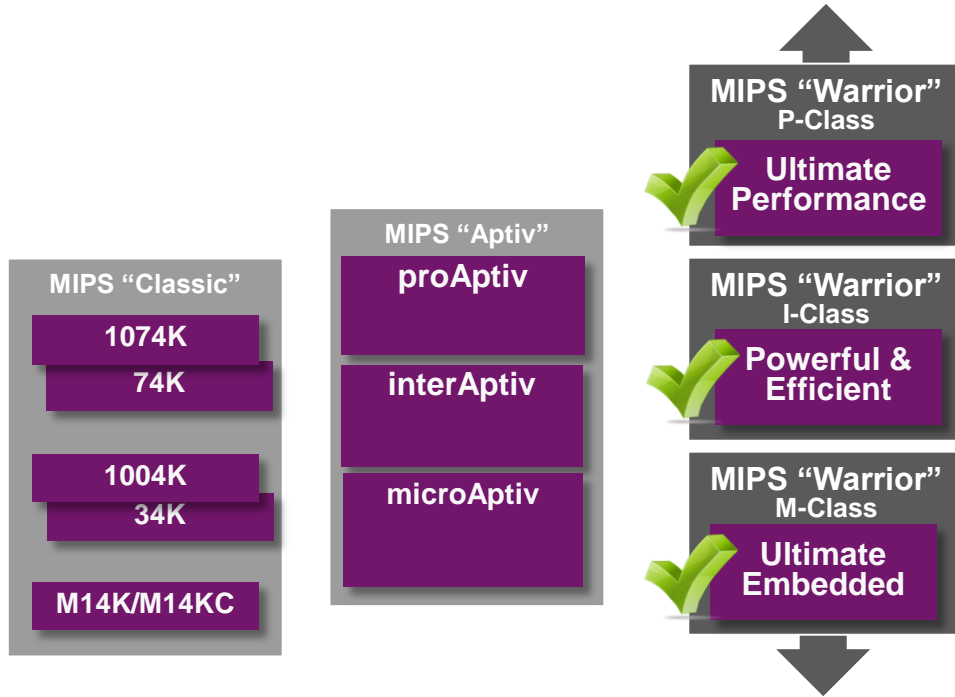 MIPS “Classic”
1074K
74K
1004K
34K
M14K/M14KC
MIPS “Aptiv”
proAptiv
interAptiv
microAptiv
MIPS “Warrior”
P-Class
Ultimate
Performance
MIPS “Warrior”
I-Class
Powerful &
Efficient
MIPS “Warrior”
M-Class
Ultimate
Embedded